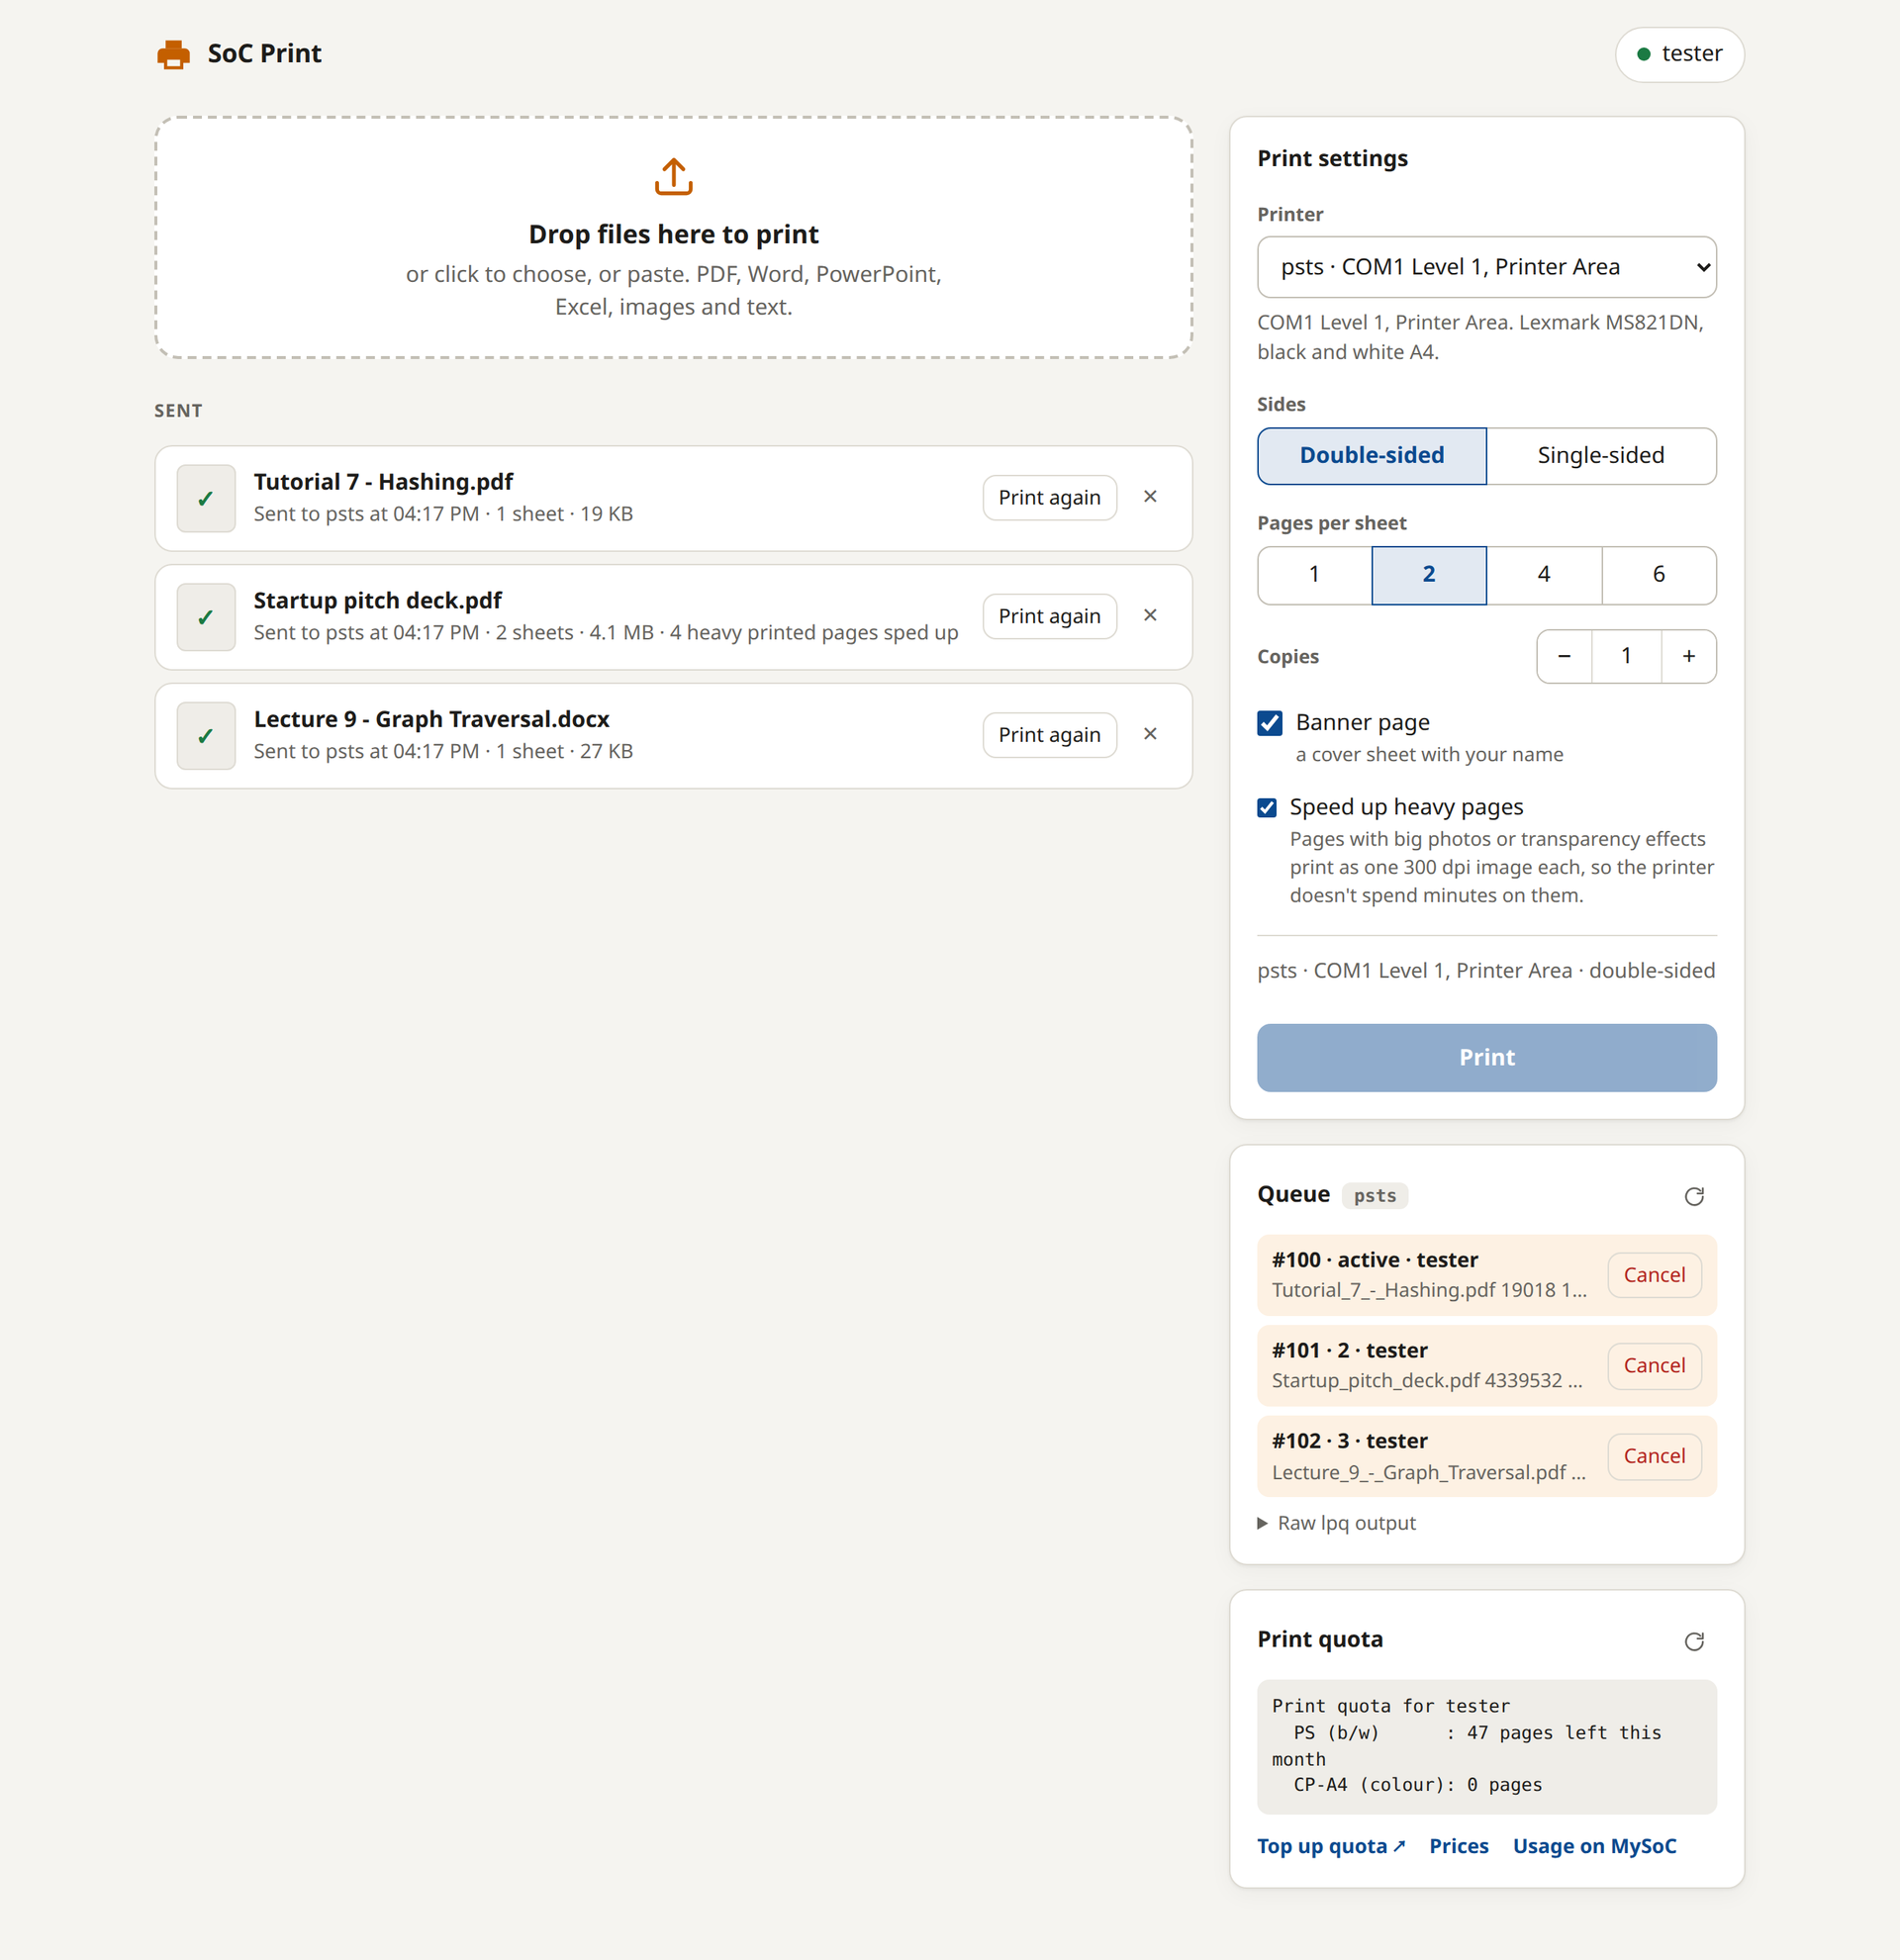 SoC Print
tester
Drop files here to print
or click to choose, or paste. PDF, Word, PowerPoint,
Excel, images and text.
SENT
Tutorial 7 - Hashing.pdf
Sent to psts at 04:17 PM · 1 sheet · 19 KB
Print again
Startup pitch deck.pdf
Sent to psts at 04:17 PM · 2 sheets · 4.1 MB · 4 heavy printed pages sped up
Print again
Lecture 9 - Graph Traversal.docx
Sent to psts at 04:17 PM · 1 sheet · 27 KB
Print again
Print settings
Printer
psts · COM1 Level 1, Printer Area
COM1 Level 1, Printer Area. Lexmark MS821DN,
black and white A4.
Sides
Double-sided Single-sided
Pages per sheet
1 2 4 6
Copies − 1 +
Banner page
a cover sheet with your name
Speed up heavy pages
Pages with big photos or transparency effects
print as one 300 dpi image each, so the printer
doesn't spend minutes on them.
psts · COM1 Level 1, Printer Area · double-sided
Print
Queue psts
#100 · active · tester
Tutorial_7_-_Hashing.pdf 19018 1...
Cancel
#101 · 2 · tester
Startup_pitch_deck.pdf 4339532 ...
Cancel
#102 · 3 · tester
Lecture_9_-_Graph_Traversal.pdf ...
Cancel
Raw lpq output
Print quota
Print quota for tester
PS (b/w) : 47 pages left this
month
CP-A4 (colour): 0 pages
Top up quota ↗ Prices Usage on MySoC